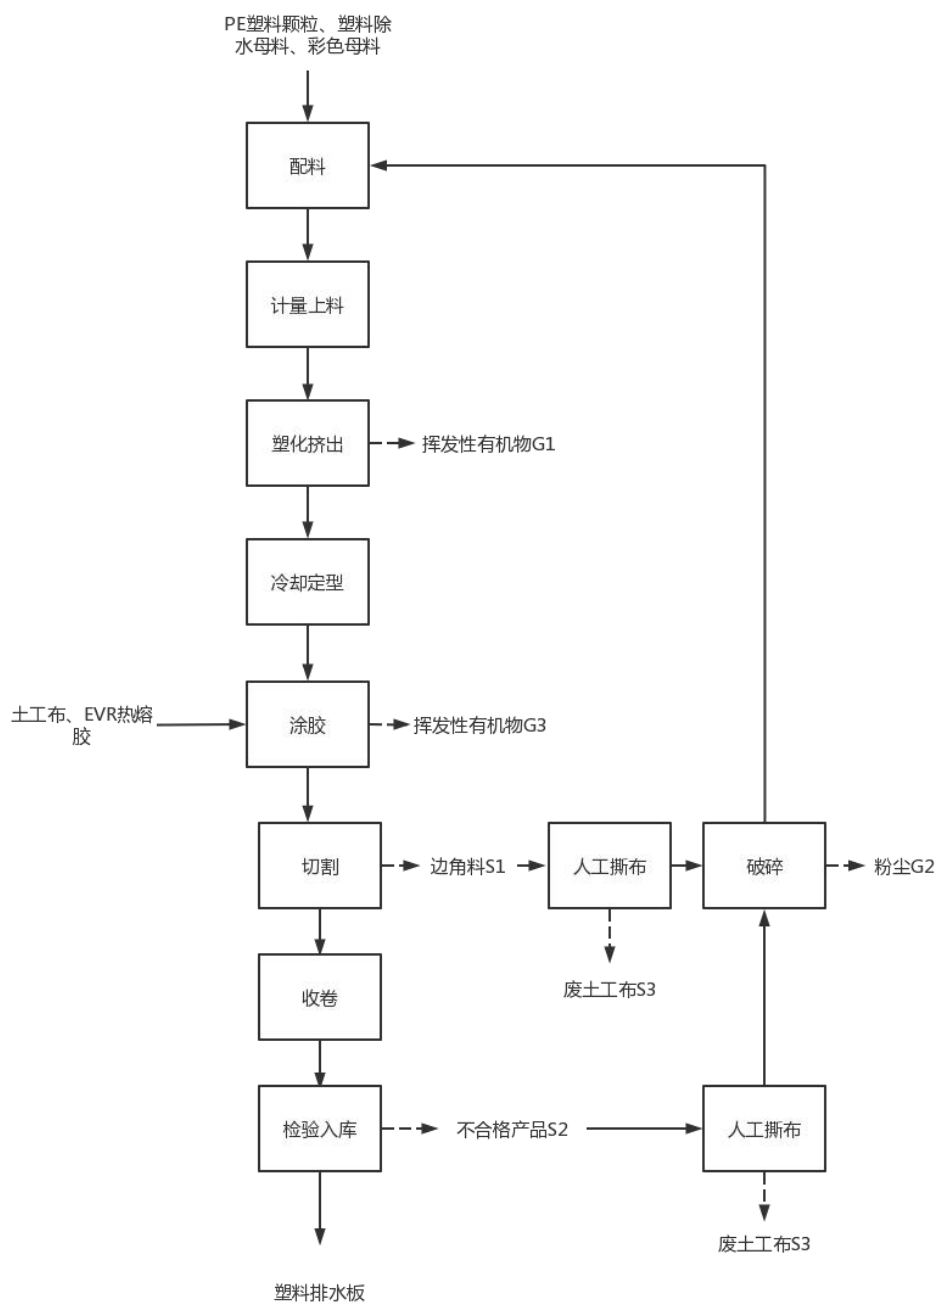 PE塑料颗粒、塑料除
水母料、彩色母料
配料
计量上料
塑化挤出
挥发性有机物G1
冷却定型
土工布、EVR热熔
胶
涂胶
挥发性有机物G3
切割
边角料S1
人工撕布
破碎
粉尘G2
废土工布S3
收卷
检验入库
不合格产品S2
人工撕布
废土工布S3
塑料排水板